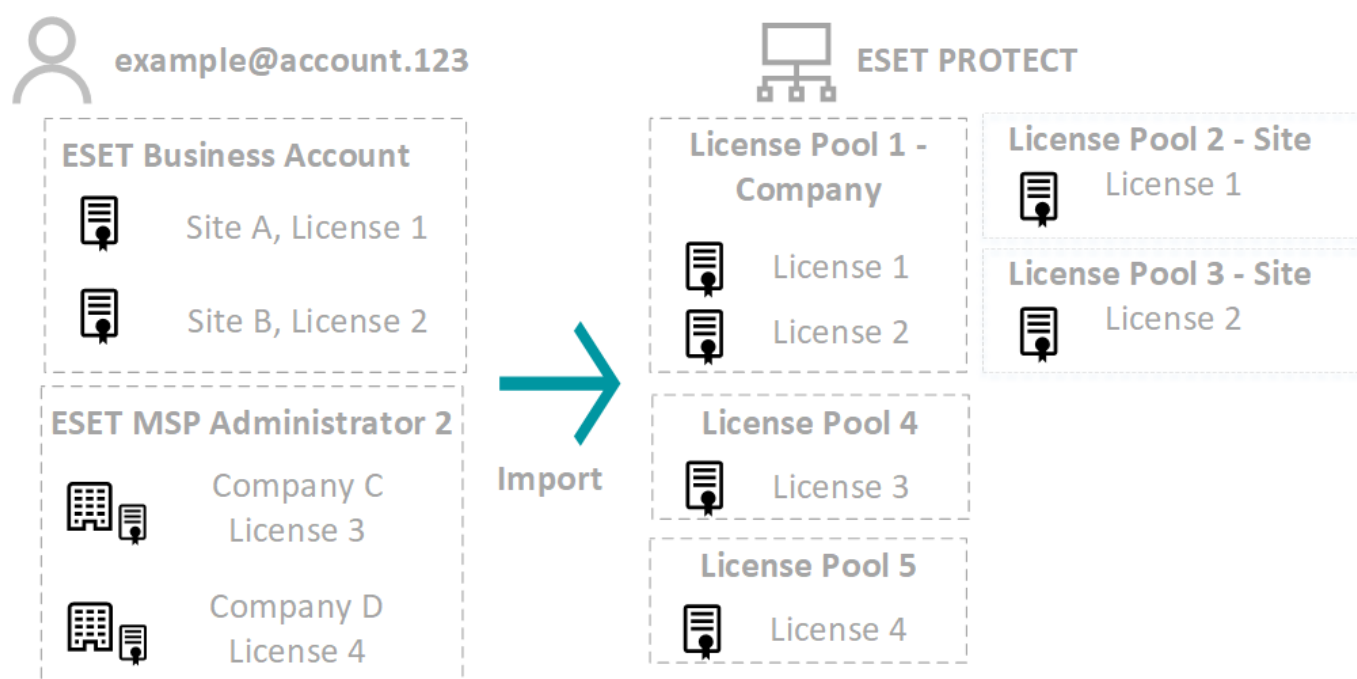 example@account.123
ESET Business Account
Site A, License 1
Site B, License 2
ESET MSP Administrator 2
Company C
License 3
Company D
License 4
Import
ESET PROTECT
License Pool 1 -
Company
License 1
License 2
License Pool 2 - Site
License 1
License Pool 3 - Site
License 2
License Pool 4
License 3
License Pool 5
License 4